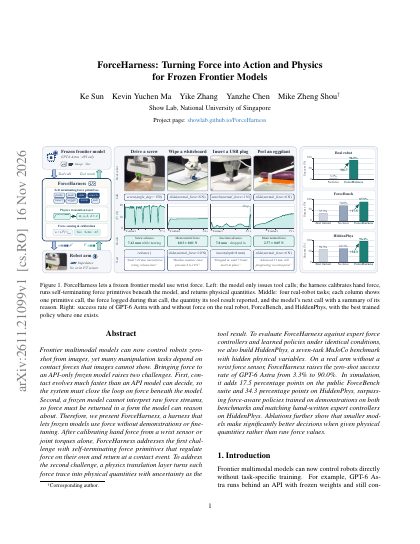 ForceHarness: Turning Force into Action and Physics
for Frozen Frontier Models
Ke Sun Kevin Yuchen Ma Yike Zhang Yanzhe Chen Mike Zheng Shou†
Show Lab, National University of Singapore
Project page: showlab.github.io/ForceHarness
Frozen frontier model
ForceHarness
Robot arm
Drive a screw
Wipe a whiteboard
Insert a USB plug
Pour an eggplant
Real robot
ForceBench
HiddenPhys
Figure 1. ForceHarness lets a frozen frontier model use wrist force. Left: the model only issues tool calls; the harness calibrates hand force,
runs self-terminating force primitives beneath the model, and returns physical quantities. Middle: four real-robot tasks; each column shows
one primitive call, the force logged during that call, the quantity its tool result reported, and the model's next call with a summary of its
reason. Right: success rate of GPT-6 Astra with and without force on the real robot, ForceBench, and HiddenPhys, with the best trained
policy where one exists.
Abstract
Frontier multimodal models can now control robots zero-
shot from images, yet many manipulation tasks depend on
contact forces that images cannot show. Bringing force to
an API-only frozen model raises two challenges. First, con-
tact evolves much faster than an API model can decide, so
the system must close the loop on force beneath the model.
Second, a frozen model cannot interpret raw force streams,
so force must be returned in a form the model can reason
about. Therefore, we present ForceHarness, a harness that
lets frozen models use force without demonstrations or fine-
tuning. After calibrating hand force from a wrist sensor or
joint torques alone, ForceHarness addresses the first chal-
lenge with self-terminating force primitives that regulate
force on their own and return at a contact event. To address
the second challenge, a physics translation layer turns each
force trace into physical quantities with uncertainty as the
†Corresponding author.
tool result. To evaluate ForceHarness against expert force
controllers and learned policies under identical conditions,
we also build HiddenPhys, a seven-task MuJoCo benchmark
with hidden physical variables. On a real arm without a
wrist force sensor, ForceHarness raises the zero-shot success
rate of GPT-6 Astra from 3.3% to 90.0%. In simulation,
it adds 17.5 percentage points on the public ForceBench
suite and 34.3 percentage points on HiddenPhys, surpass-
ing force-aware policies trained on demonstrations on both
benchmarks and matching hand-written expert controllers
on HiddenPhys. Ablations further show that smaller mod-
els make significantly better decisions when given physical
quantities rather than raw force values.
1. Introduction
Frontier multimodal models can now control robots directly
without task-specific training. For example, GPT-6 As-
tra runs behind an API with frozen weights and still con-
1
arXiv:2611.21099v1 [cs.RO] 16 Nov 2026